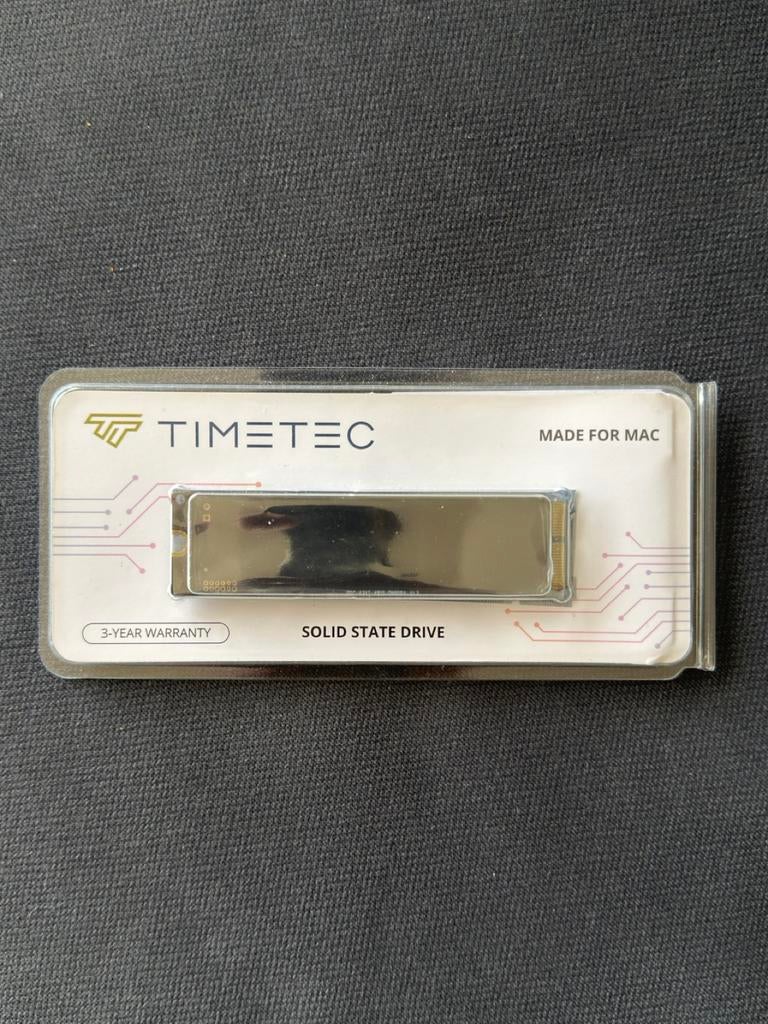 TIMETEC
MADE FOR MAC
3-YEAR WARRANTY
SOLID STATE DRIVE